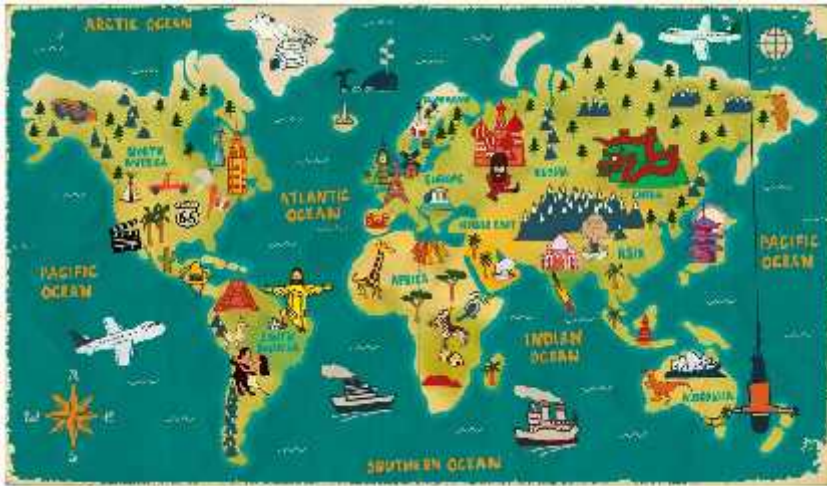 ARCTIC OCEAN
NORTH
AMERICA
66
ATLANTIC
OCEAN
EUROPE
RUSSIA
CHINA
MIDDLE EAST
ASIA
PACIFIC
OCEAN
PACIFIC
OCEAN
AFRICA
SOUTH
AMERICA
INDIAN
OCEAN
N
W
E
S
SOUTHERN OCEAN